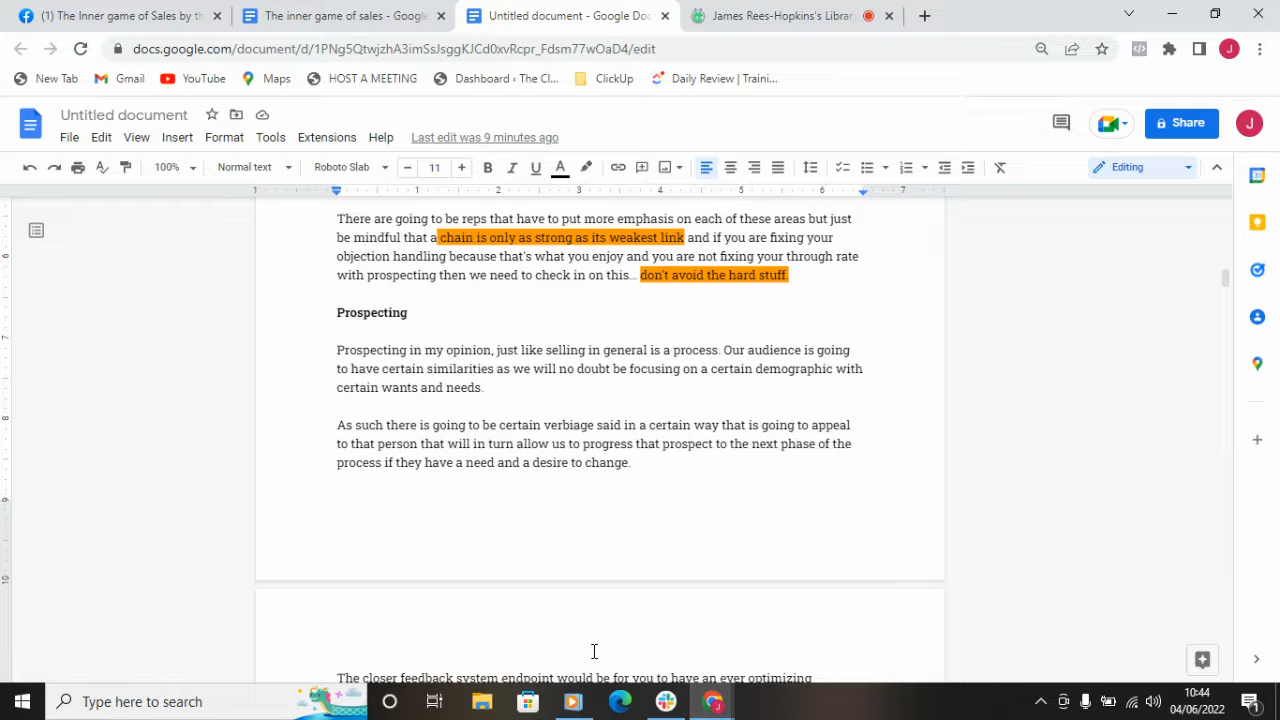 (1) The Inner game of Sales by th
The inner game of sales - Google
Untitled document - Google Doc
James Rees-Hopkins's Librar
docs.google.com/document/d/1PNg5QtwjzhA3imSsJsggKJCd0xvRcpr_Fdsm77wOaD4/edit
New Tab
Gmail
YouTube
Maps
HOST A MEETING
Dashboard ‹ The Cl...
ClickUp
Daily Review | Traini...
Untitled document
File Edit View Insert Format Tools Extensions Help Last edit was 9 minutes ago
Share
J
100% Normal text Roboto Slab 11 Editing
There are going to be reps that have to put more emphasis on each of these areas but just
be mindful that a chain is only as strong as its weakest link and if you are fixing your
objection handling because that's what you enjoy and you are not fixing your through rate
with prospecting then we need to check in on this... don't avoid the hard stuff.
Prospecting
Prospecting in my opinion, just like selling in general is a process. Our audience is going
to have certain similarities as we will no doubt be focusing on a certain demographic with
certain wants and needs.
As such there is going to be certain verbiage said in a certain way that is going to appeal
to that person that will in turn allow us to progress that prospect to the next phase of the
process if they have a need and a desire to change.
The closer feedback system endpoint would be for you to have an ever optimizing
Type here to search
10:44
04/06/2022